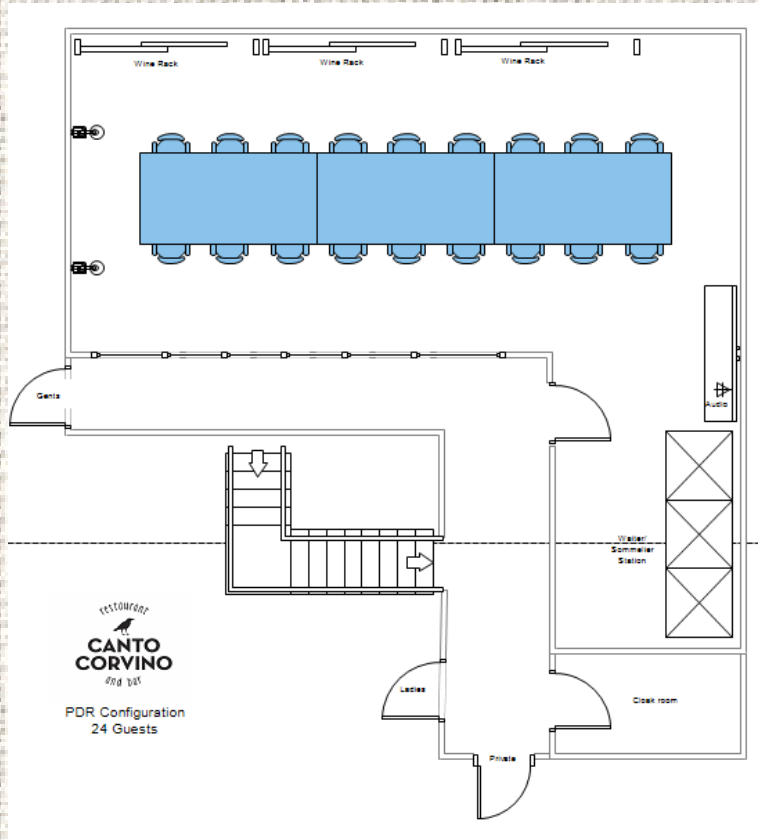 Wine Rack
Wine Rack
Wine Rack
Gents
Audio
Waiter/
Sommelier
Station
restaurant
CANTO
CORVINO
and bar
PDR Configuration
24 Guests
Ladies
Cloak room
Private